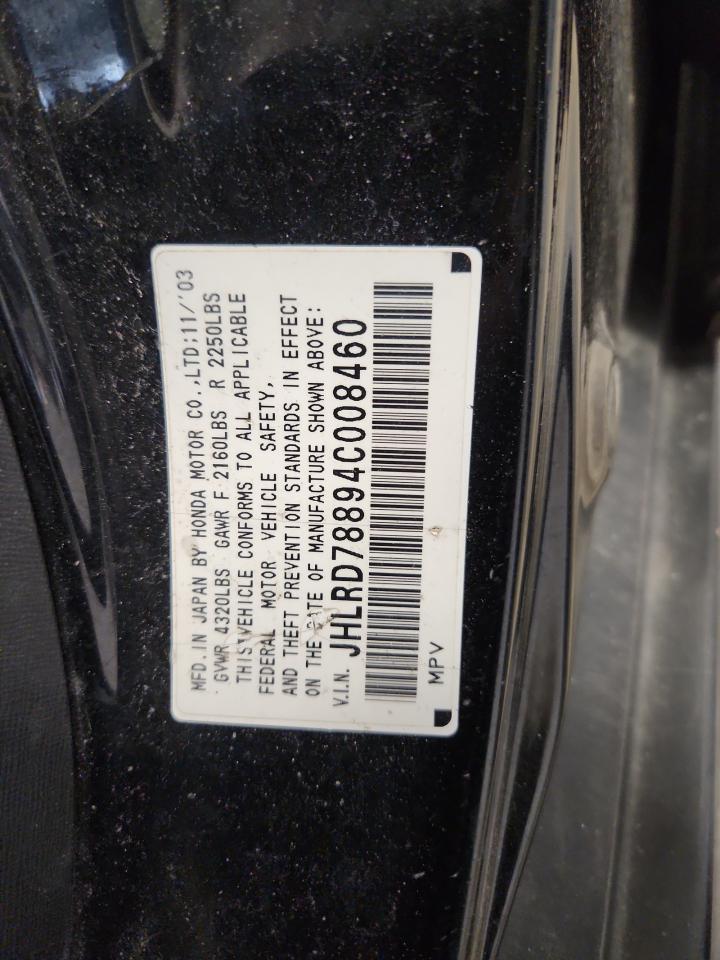 MFD.IN JAPAN BY HONDA MOTOR CO.,LTD:11/'03
GVWR 4320LBS GAWR F 2160LBS R 2250LBS
THIS VEHICLE CONFORMS TO ALL APPLICABLE
FEDERAL MOTOR VEHICLE SAFETY,
AND THEFT PREVENTION STANDARDS IN EFFECT
ON THE DATE OF MANUFACTURE SHOWN ABOVE:
V.I.N. JHLRD78894C008460
MPV